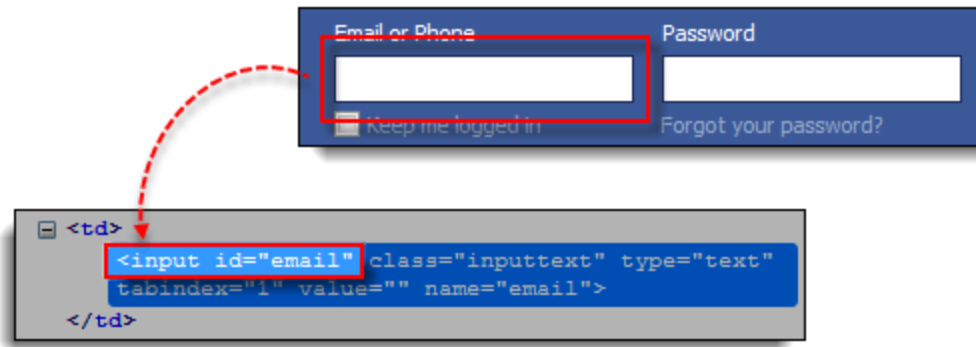 Email or Phone Password
Keep me logged in Forgot your password?
<td>
<input id="email" class="inputtext" type="text"
tabindex="1" value="" name="email">
</td>